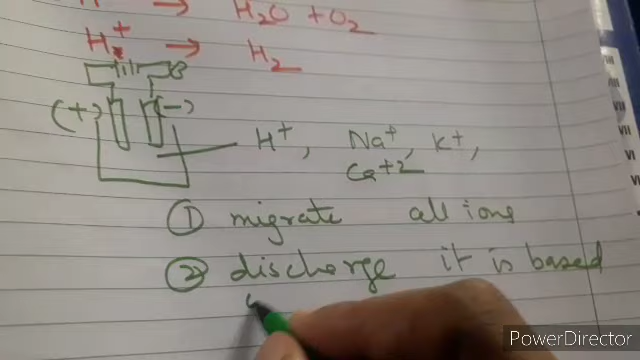 → H2O + O2
H+ → H2
(+) (-)
H+, Na+, K+,
Ca+2
① migrate all ions
② discharge it is based
PowerDirector